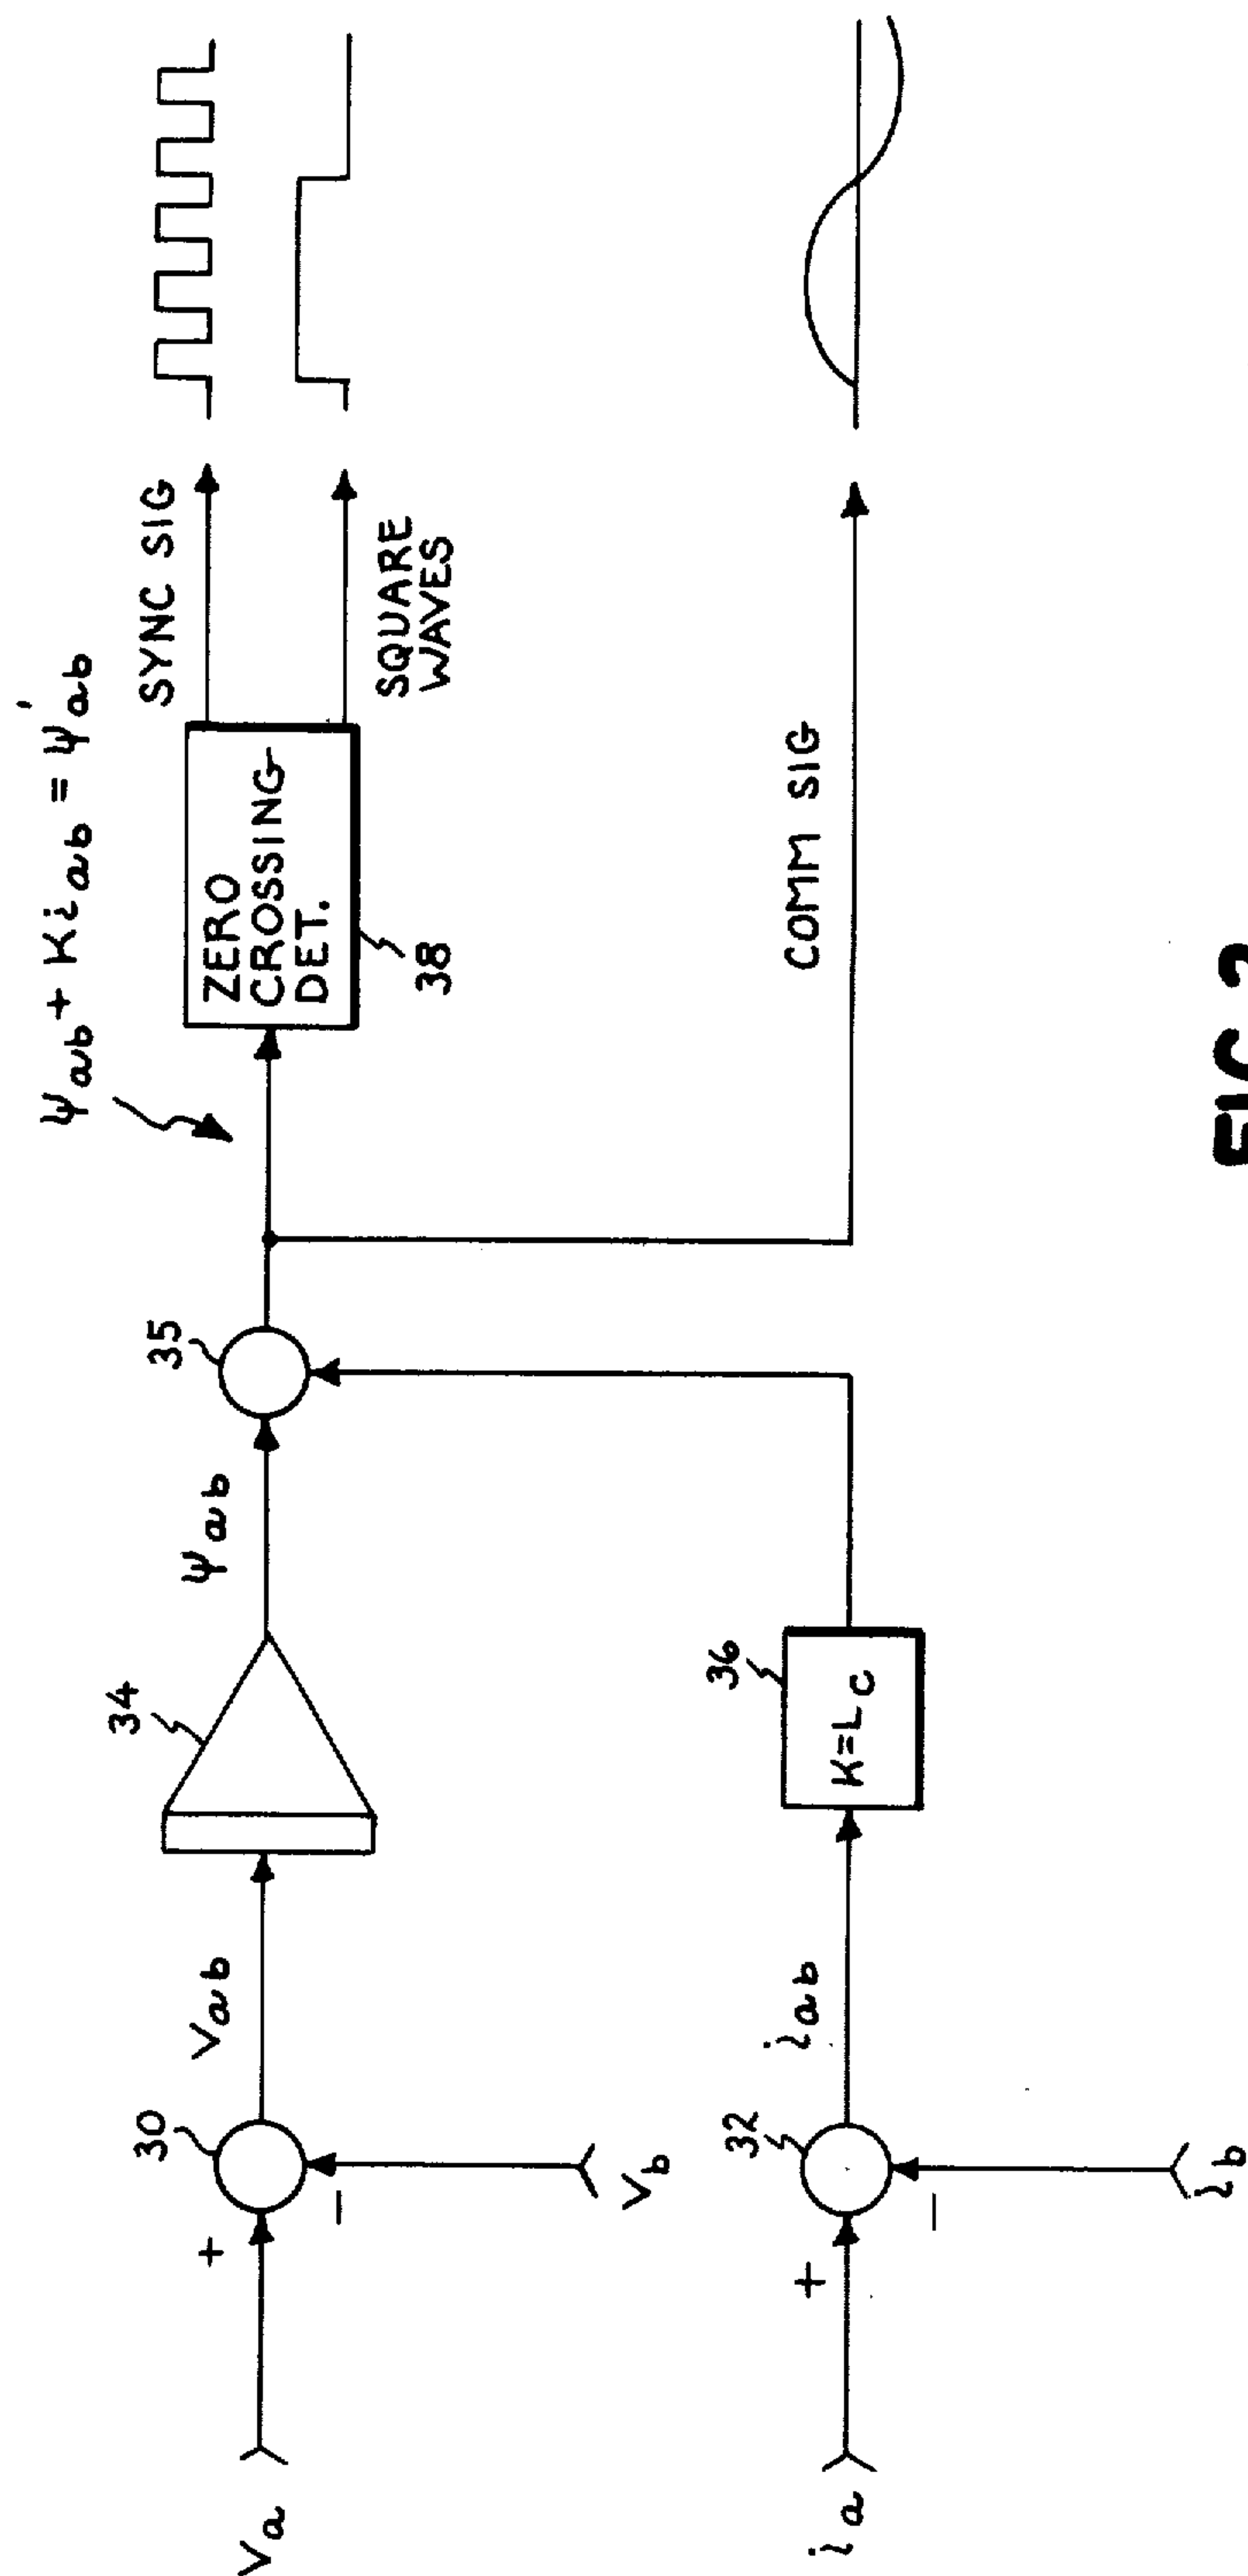 ψab + Kiab = ψ'ab
va
+
30
−
vb
vab
34
ψab
35
ZERO
CROSSING
DET.
38
SYNC SIG
SQUARE
WAVES
ia
+
32
−
ib
iab
36
K=LC
COMM SIG